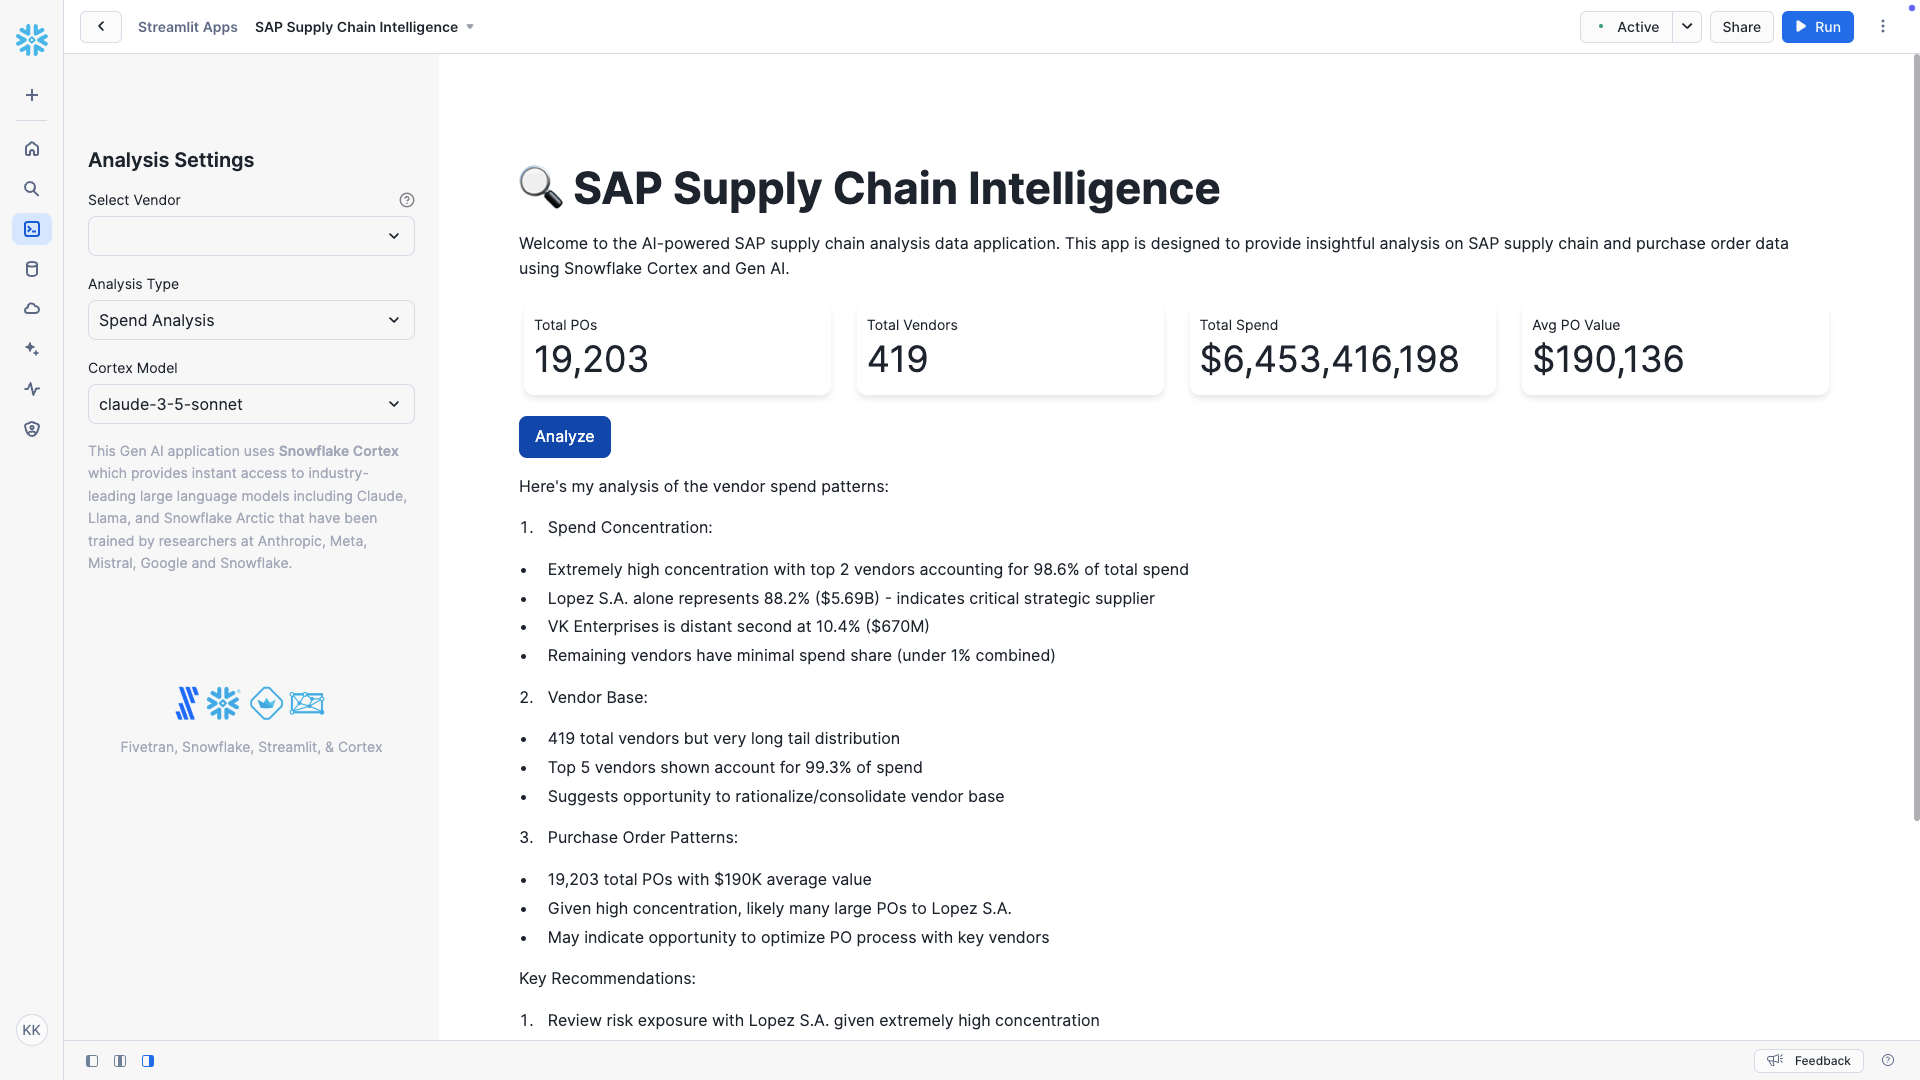 Streamlit Apps
SAP Supply Chain Intelligence
Active
Share
Run
Analysis Settings
Select Vendor
Analysis Type
Spend Analysis
Cortex Model
claude-3-5-sonnet
This Gen AI application uses Snowflake Cortex
which provides instant access to industry-
leading large language models including Claude,
Llama, and Snowflake Arctic that have been
trained by researchers at Anthropic, Meta,
Mistral, Google and Snowflake.
Fivetran, Snowflake, Streamlit, & Cortex
KK
SAP Supply Chain Intelligence
Welcome to the AI-powered SAP supply chain analysis data application. This app is designed to provide insightful analysis on SAP supply chain and purchase order data
using Snowflake Cortex and Gen AI.
Total POs
19,203
Total Vendors
419
Total Spend
$6,453,416,198
Avg PO Value
$190,136
Analyze
Here's my analysis of the vendor spend patterns:
1. Spend Concentration:
• Extremely high concentration with top 2 vendors accounting for 98.6% of total spend
• Lopez S.A. alone represents 88.2% ($5.69B) - indicates critical strategic supplier
• VK Enterprises is distant second at 10.4% ($670M)
• Remaining vendors have minimal spend share (under 1% combined)
2. Vendor Base:
• 419 total vendors but very long tail distribution
• Top 5 vendors shown account for 99.3% of spend
• Suggests opportunity to rationalize/consolidate vendor base
3. Purchase Order Patterns:
• 19,203 total POs with $190K average value
• Given high concentration, likely many large POs to Lopez S.A.
• May indicate opportunity to optimize PO process with key vendors
Key Recommendations:
1. Review risk exposure with Lopez S.A. given extremely high concentration
Feedback